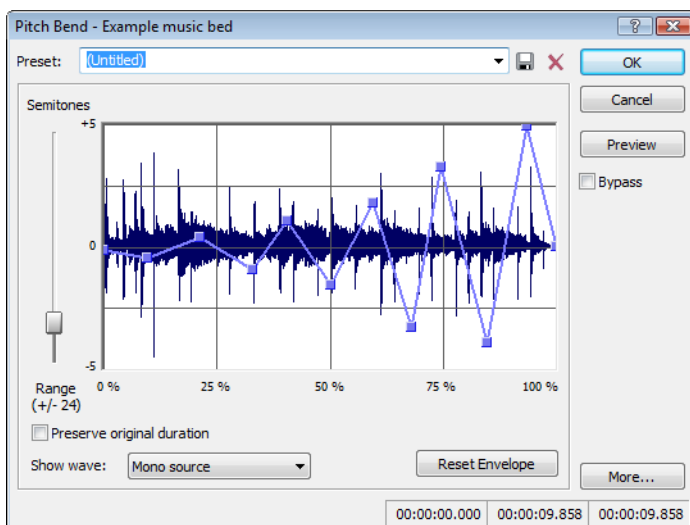 Pitch Bend - Example music bed
Preset: (Untitled)
OK
Cancel
Preview
Bypass
Semitones
+5
0
-5
0 % 25 % 50 % 75 % 100 %
Range
(+/- 24)
Preserve original duration
Show wave: Mono source
Reset Envelope
More...
00:00:00.000 00:00:09.858 00:00:09.858